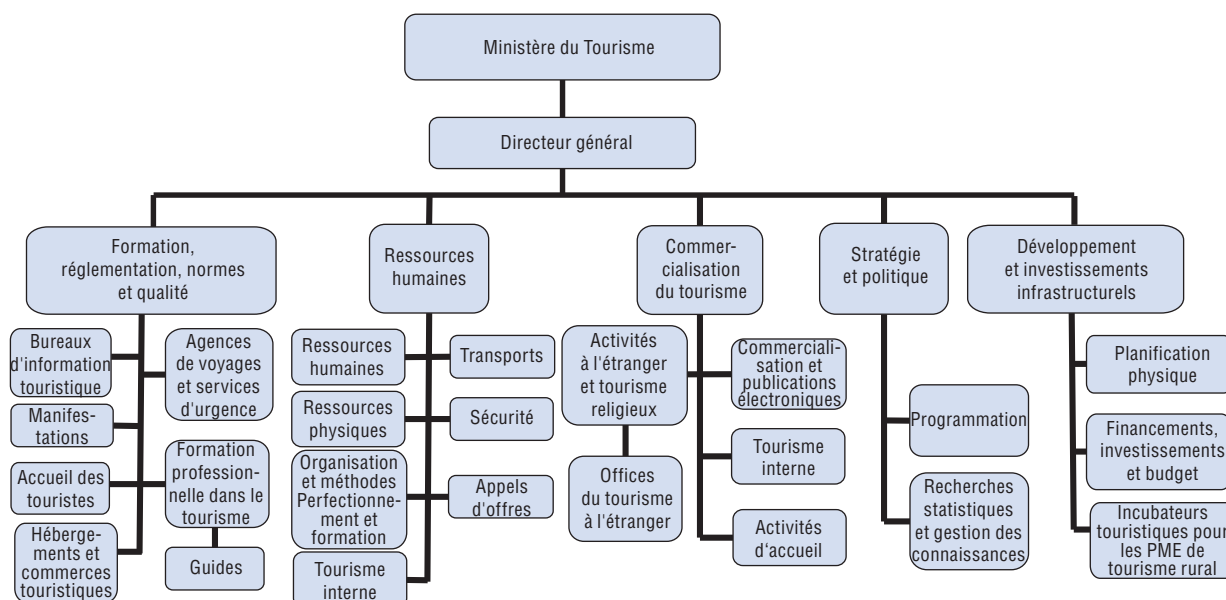 Ministère du Tourisme
Directeur général
Formation,
réglementation, normes
et qualité
Ressources
humaines
Commer-
cialisation
du tourisme
Stratégie
et politique
Développement
et investissements
infrastructurels
Bureaux
d'information
touristique
Agences
de voyages
et services
d'urgence
Manifes-
tations
Accueil des
touristes
Formation
profession-
nelle dans le
tourisme
Hébergе-
ments et
commerces
touristiques
Guides
Ressources
humaines
Transports
Ressources
physiques
Sécurité
Organisation
et méthodes
Perfectionne-
ment et
formation
Appels
d'offres
Tourisme
interne
Activités
à l'étranger
et tourisme
religieux
Commerciali-
sation et
publications
électroniques
Offices
du tourisme
à l'étranger
Tourisme
interne
Activités
d'accueil
Programmation
Recherches
statistiques
et gestion des
connaissances
Planification
physique
Financements,
investissements
et budget
Incubateurs
touristiques pour
les PME de
tourisme rural